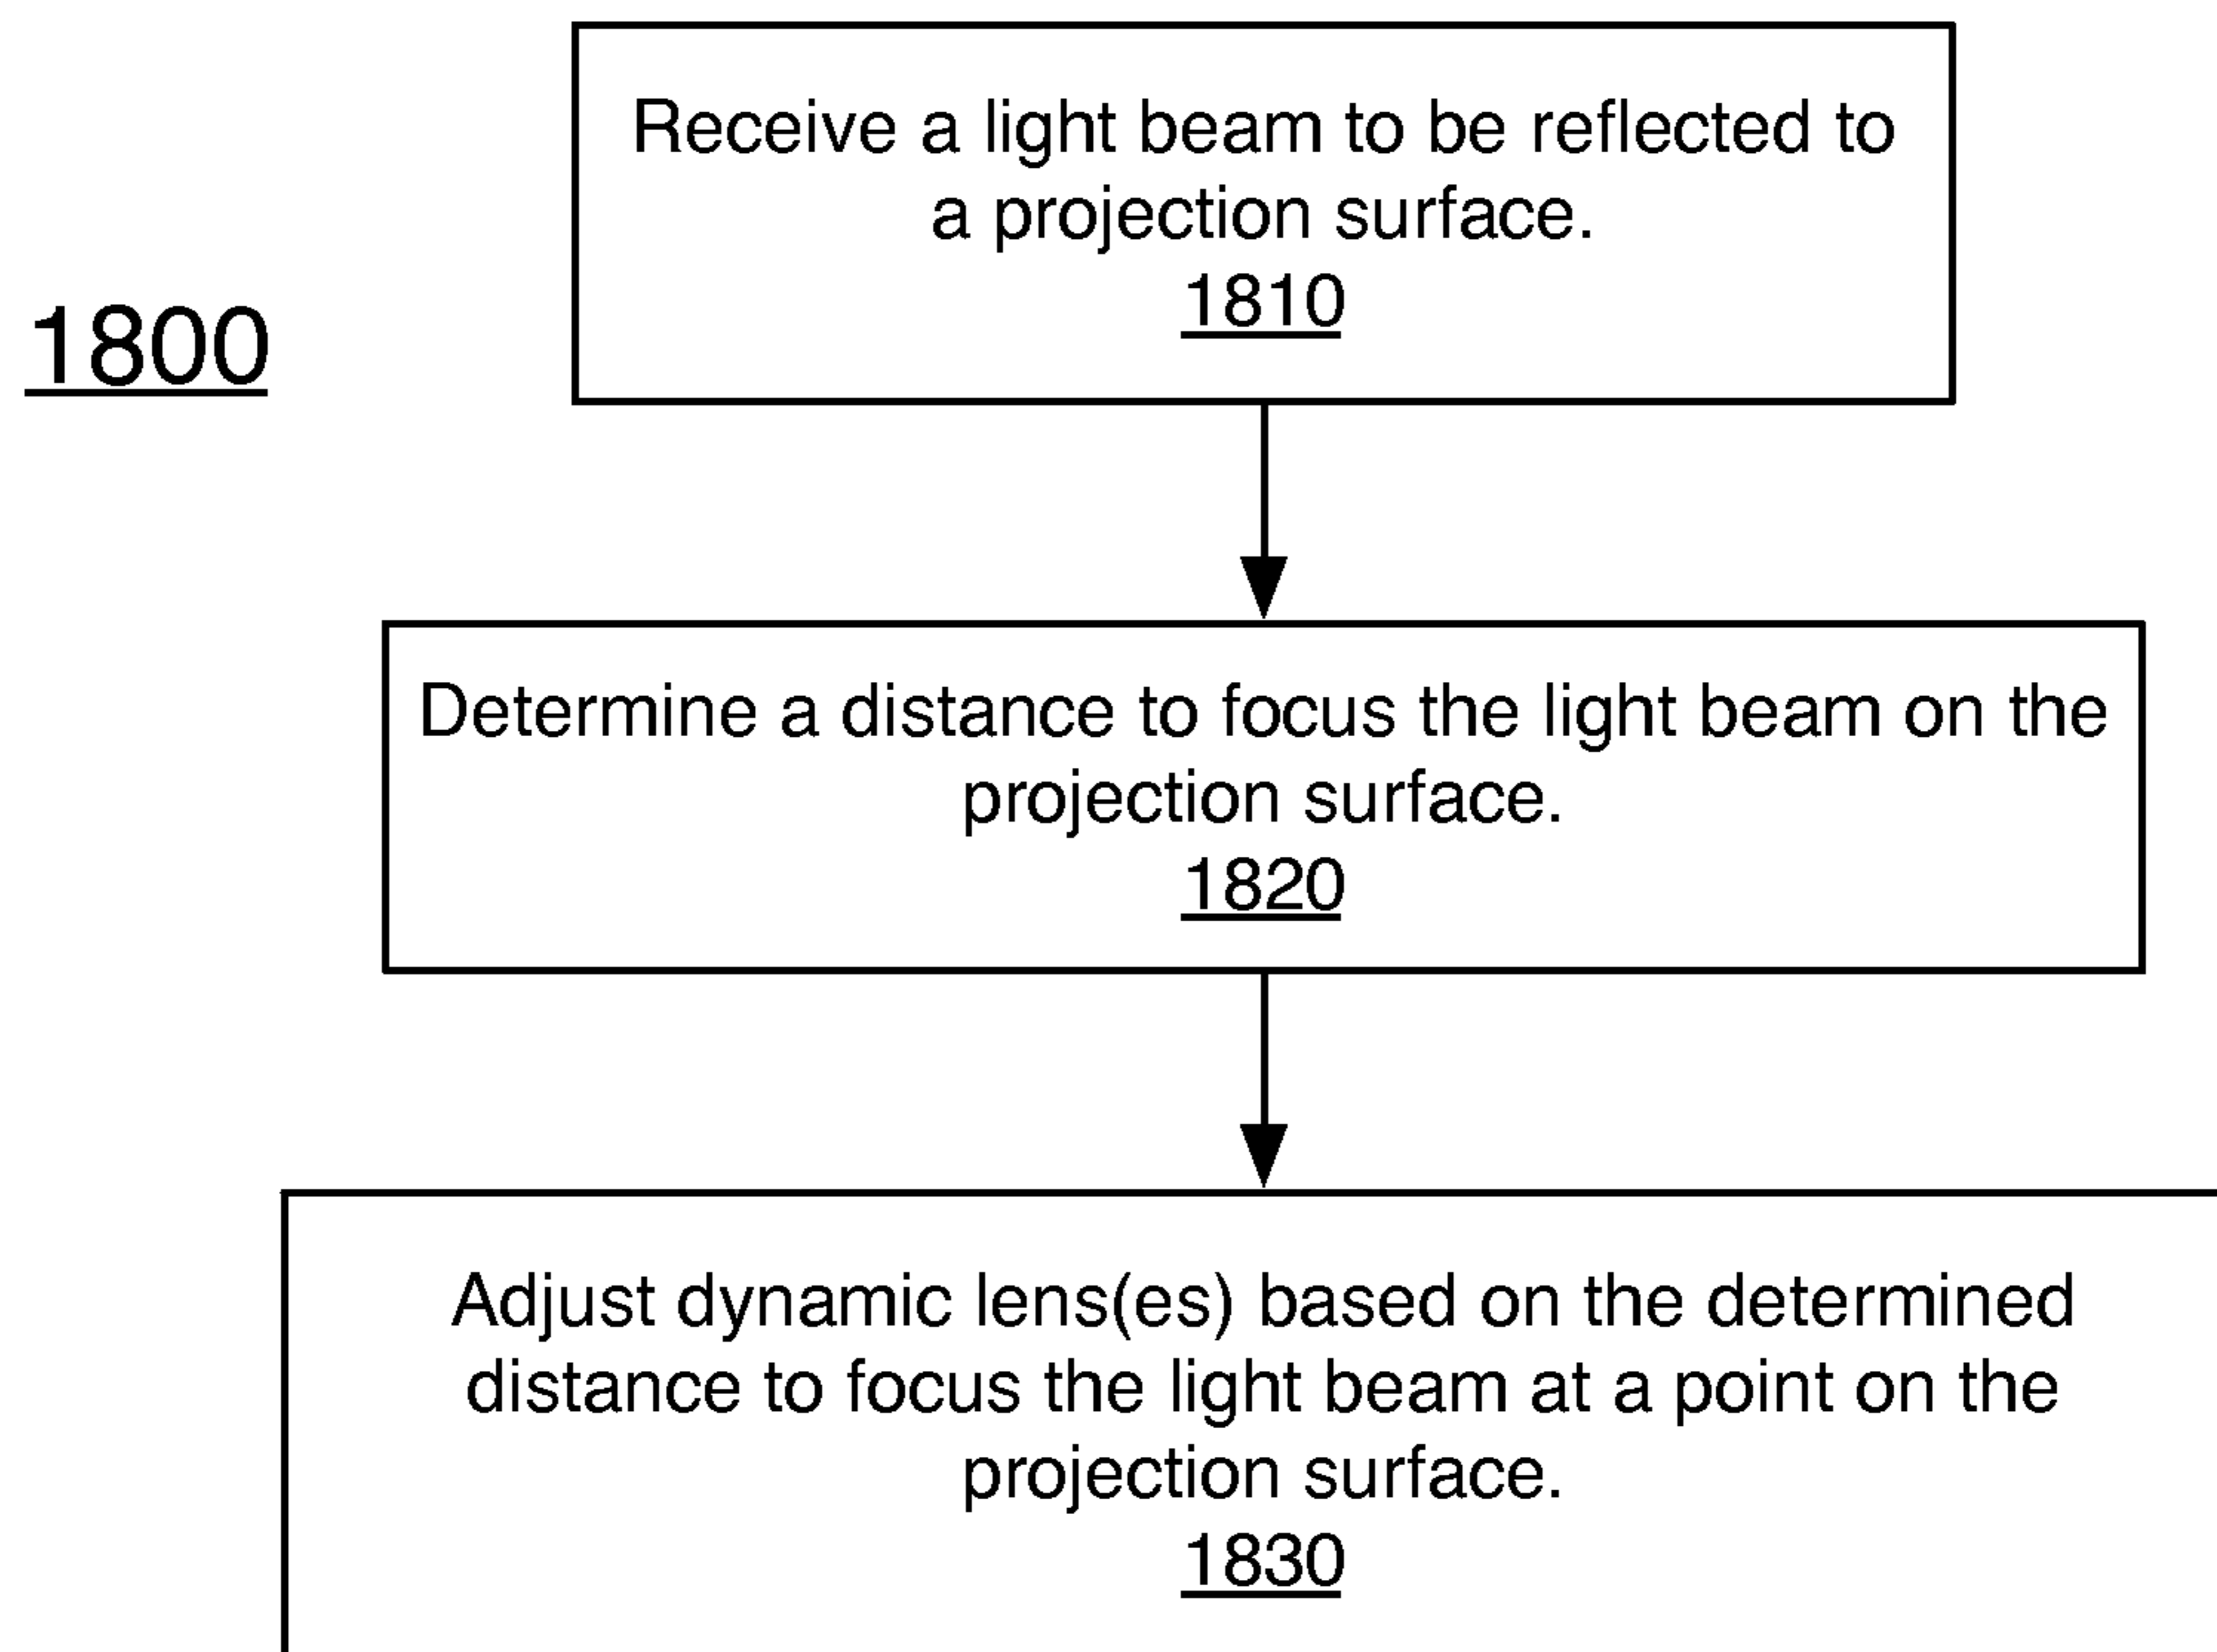 Receive a light beam to be reflected to
a projection surface.
1810
1800
Determine a distance to focus the light beam on the
projection surface.
1820
Adjust dynamic lens(es) based on the determined
distance to focus the light beam at a point on the
projection surface.
1830